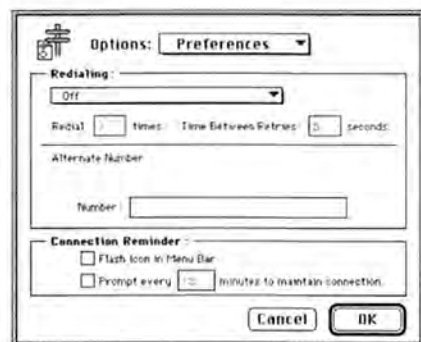 Options: Preferences
Redialing:
Off
Redial times. Time Between Retries: seconds.
Alternate Number
Number:
Connection Reminder:
Flash Icon in Menu Bar
Prompt every minutes to maintain connection.
Cancel OK